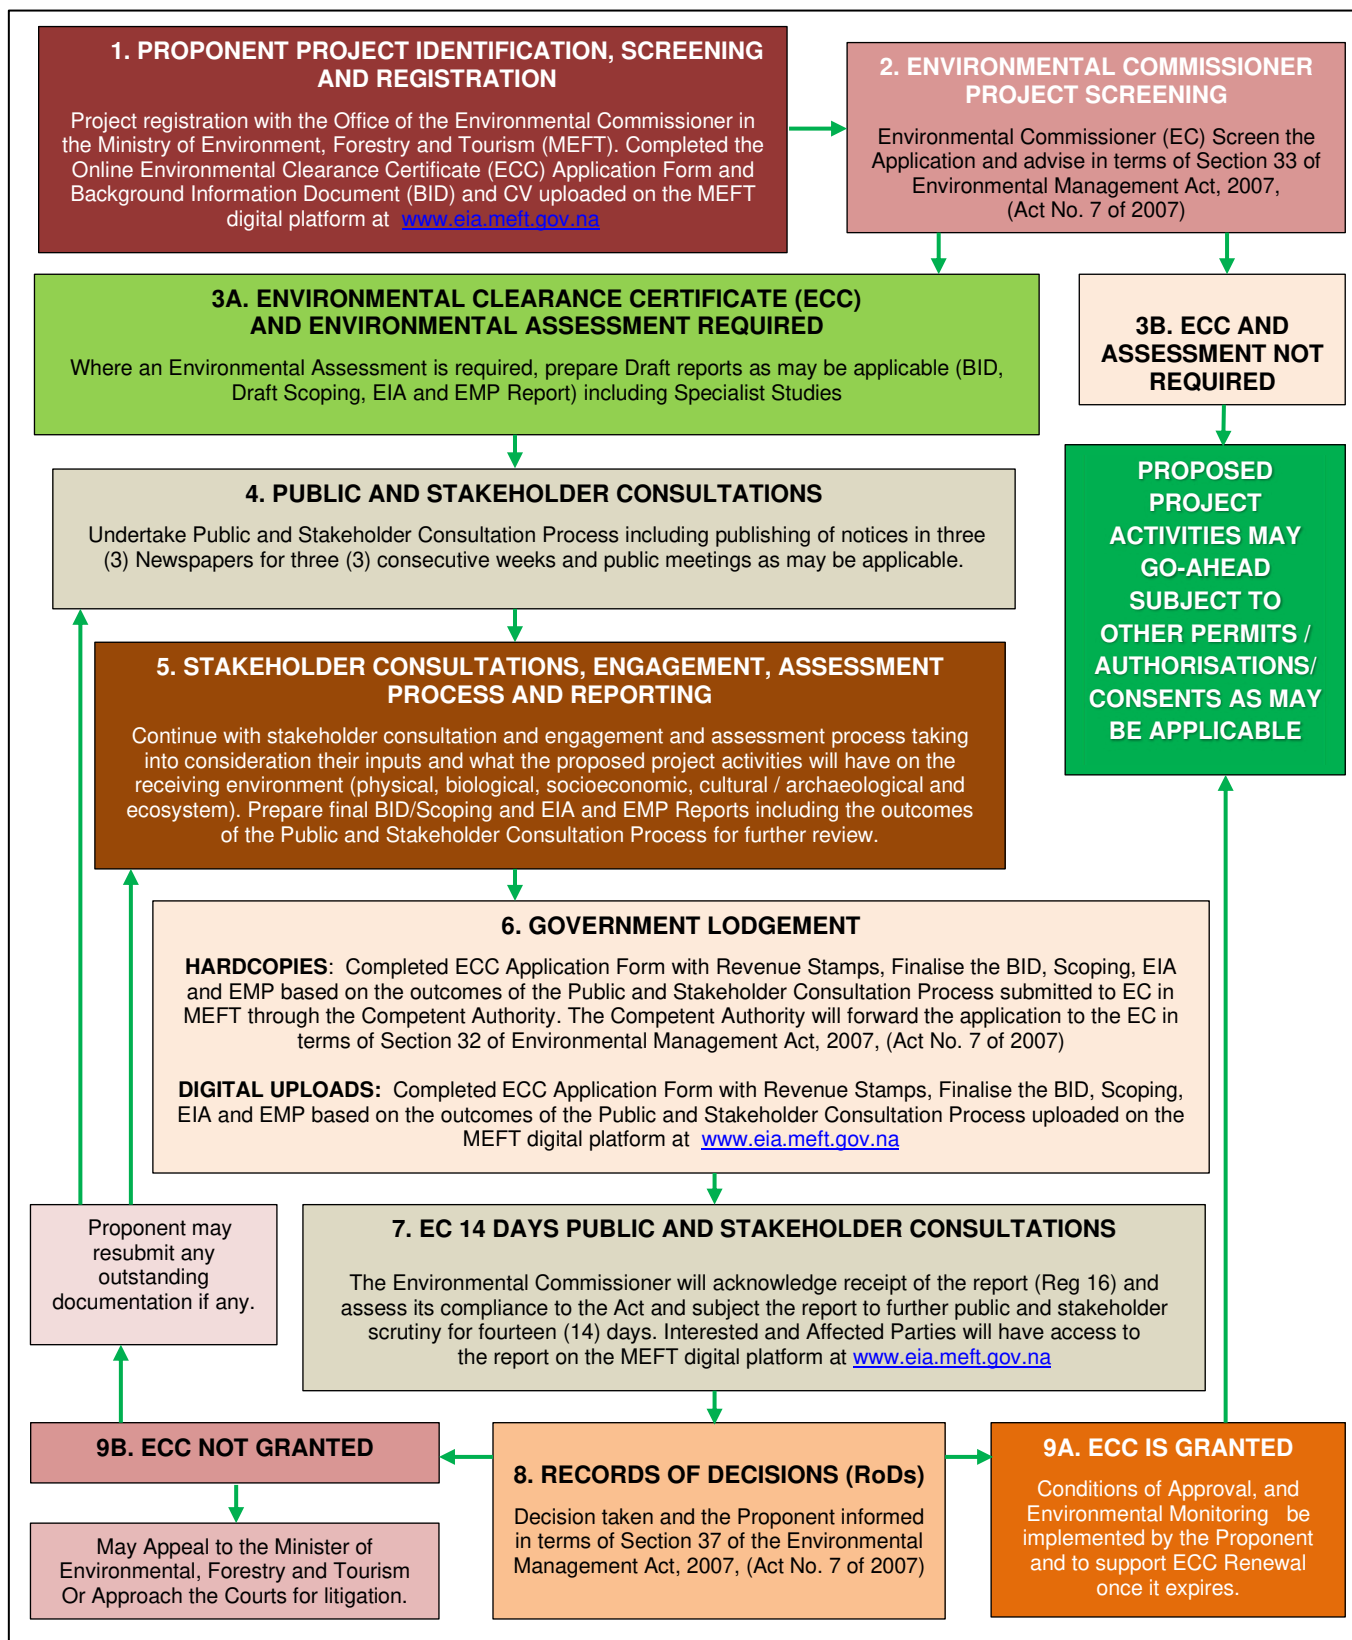 1. PROPONENT PROJECT IDENTIFICATION, SCREENING
AND REGISTRATION
Project registration with the Office of the Environmental Commissioner in
the Ministry of Environment, Forestry and Tourism (MEFT). Completed the
Online Environmental Clearance Certificate (ECC) Application Form and
Background Information Document (BID) and CV uploaded on the MEFT
digital platform at www.eia.meft.gov.na
2. ENVIRONMENTAL COMMISSIONER
PROJECT SCREENING
Environmental Commissioner (EC) Screen the
Application and advise in terms of Section 33 of
Environmental Management Act, 2007,
(Act No. 7 of 2007)
3A. ENVIRONMENTAL CLEARANCE CERTIFICATE (ECC)
AND ENVIRONMENTAL ASSESSMENT REQUIRED
Where an Environmental Assessment is required, prepare Draft reports as may be applicable (BID,
Draft Scoping, EIA and EMP Report) including Specialist Studies
3B. ECC AND
ASSESSMENT NOT
REQUIRED
PROPOSED
PROJECT
ACTIVITIES MAY
GO-AHEAD
SUBJECT TO
OTHER PERMITS /
AUTHORISATIONS/
CONSENTS AS MAY
BE APPLICABLE
4. PUBLIC AND STAKEHOLDER CONSULTATIONS
Undertake Public and Stakeholder Consultation Process including publishing of notices in three
(3) Newspapers for three (3) consecutive weeks and public meetings as may be applicable.
5. STAKEHOLDER CONSULTATIONS, ENGAGEMENT, ASSESSMENT
PROCESS AND REPORTING
Continue with stakeholder consultation and engagement and assessment process taking
into consideration their inputs and what the proposed project activities will have on the
receiving environment (physical, biological, socioeconomic, cultural / archaeological and
ecosystem). Prepare final BID/Scoping and EIA and EMP Reports including the outcomes
of the Public and Stakeholder Consultation Process for further review.
6. GOVERNMENT LODGEMENT
HARDCOPIES: Completed ECC Application Form with Revenue Stamps, Finalise the BID, Scoping, EIA
and EMP based on the outcomes of the Public and Stakeholder Consultation Process submitted to EC in
MEFT through the Competent Authority. The Competent Authority will forward the application to the EC in
terms of Section 32 of Environmental Management Act, 2007, (Act No. 7 of 2007)
DIGITAL UPLOADS: Completed ECC Application Form with Revenue Stamps, Finalise the BID, Scoping,
EIA and EMP based on the outcomes of the Public and Stakeholder Consultation Process uploaded on the
MEFT digital platform at www.eia.meft.gov.na
Proponent may
resubmit any
outstanding
documentation if any.
7. EC 14 DAYS PUBLIC AND STAKEHOLDER CONSULTATIONS
The Environmental Commissioner will acknowledge receipt of the report (Reg 16) and
assess its compliance to the Act and subject the report to further public and stakeholder
scrutiny for fourteen (14) days. Interested and Affected Parties will have access to
the report on the MEFT digital platform at www.eia.meft.gov.na
9B. ECC NOT GRANTED
May Appeal to the Minister of
Environmental, Forestry and Tourism
Or Approach the Courts for litigation.
8. RECORDS OF DECISIONS (RoDs)
Decision taken and the Proponent informed
in terms of Section 37 of the Environmental
Management Act, 2007, (Act No. 7 of 2007)
9A. ECC IS GRANTED
Conditions of Approval, and
Environmental Monitoring be
implemented by the Proponent
and to support ECC Renewal
once it expires.